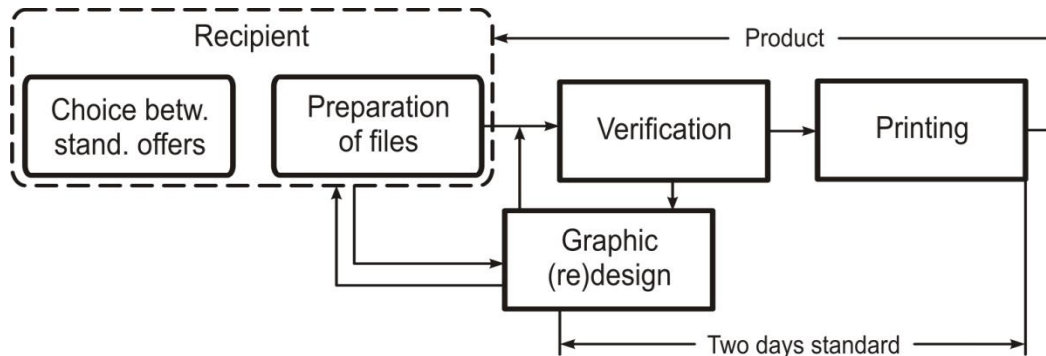 Recipient
Product
Choice betw.
stand. offers
Preparation
of files
Verification
Printing
Graphic
(re)design
Two days standard